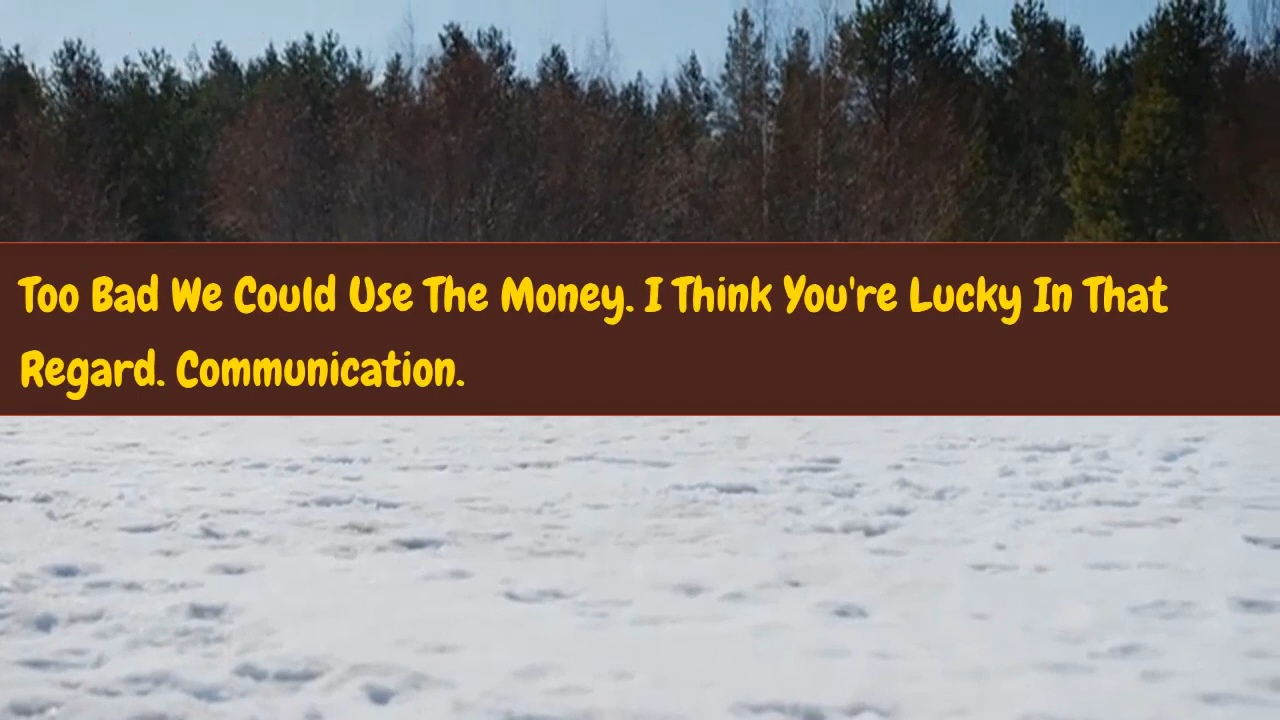 Too Bad We Could Use The Money. I Think You're Lucky In That
Regard. Communication.